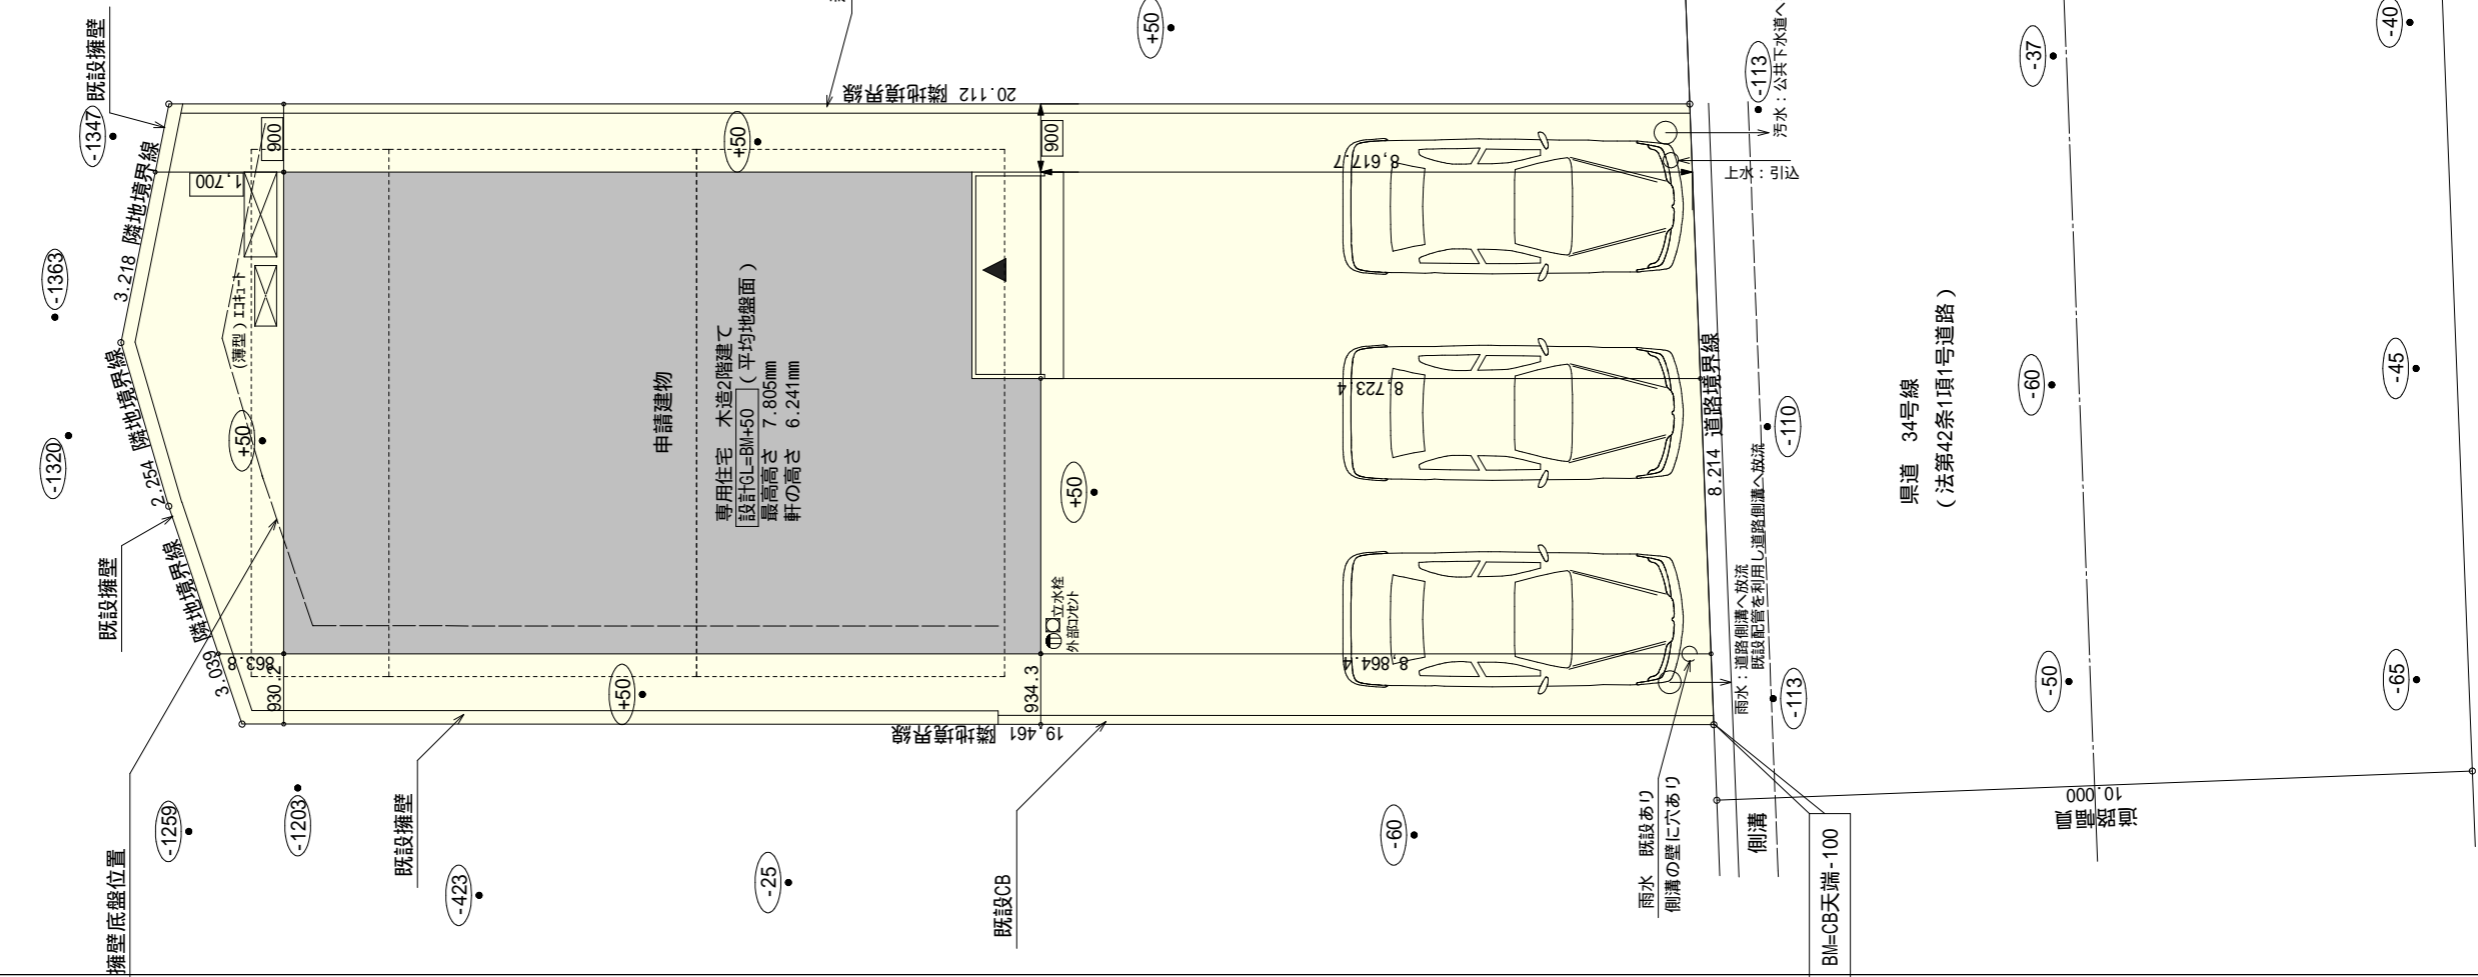 既設擁壁
-1347
+50
-113
汚水：公共下水道へ
-37
-40
20.112 隣地境界線
900
+50
900
8,617.7
上水：引込
1,700
3.218 隣地境界線
-1363
(薄型)エコキュート
-1320
2.254 隣地境界線
+50
申請建物
専用住宅　木造2階建て
設計GL=BM+50（平均地盤面）
最高高さ　7.805mm
軒の高さ　6.241mm
+50
8,723.4
8.214 道路境界線
-110
県道　34号線
（法第42条1項1号道路）
-60
-45
既設擁壁
3.039 隣地境界線
863.8
930.2
+50
934.3
立水栓
外部コンセント
8,864.4
雨水：道路側溝へ放流
既設配管を利用し道路側溝へ放流
-113
-50
-65
19,461 隣地境界線
擁壁底盤位置
-1259
-1203
既設擁壁
-423
-25
既設CB
-60
雨水　既設あり
側溝の壁に穴あり
側溝
BM=CB天端-100
10.000
道路幅員